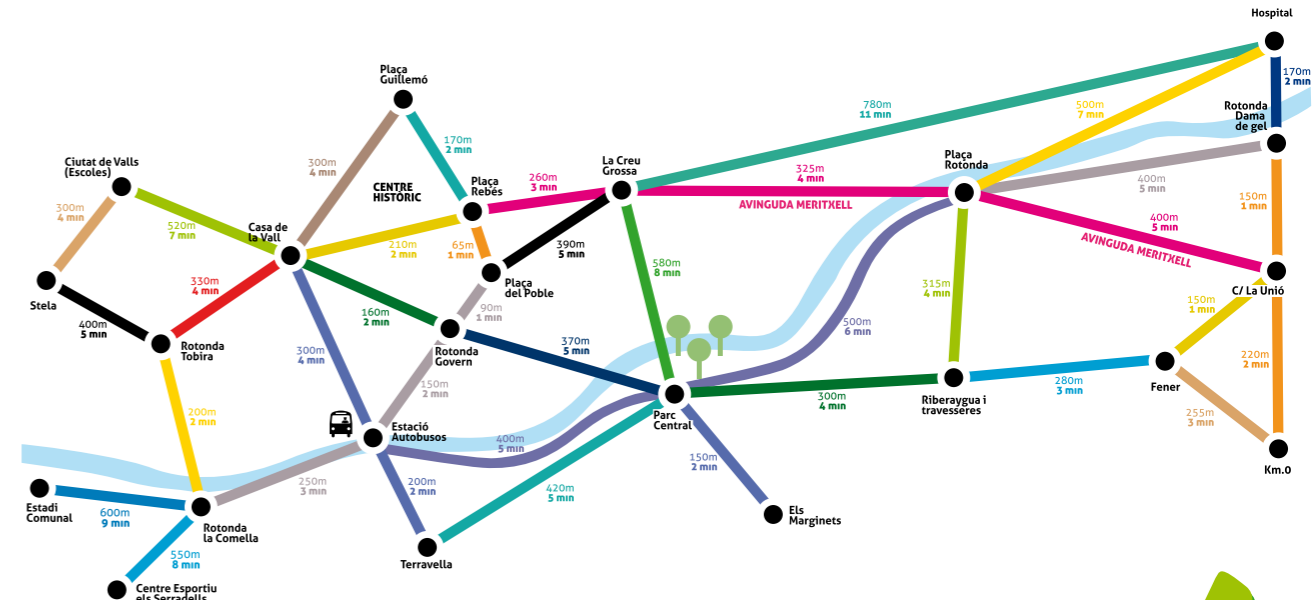 Hospital
170m
2 min
Rotonda
Dama
de gel
780m
11 min
500m
7 min
Plaça
Guillemó
170m
2 min
300m
4 min
Ciutat de Valls
(Escoles)
300m
4 min
520m
7 min
CENTRE
HISTÒRIC
Plaça
Rebés
260m
3 min
La Creu
Grossa
325m
4 min
AVINGUDA MERITXELL
Plaça
Rotonda
400m
5 min
150m
1 min
400m
5 min
AVINGUDA MERITXELL
Casa de
la Vall
210m
2 min
65m
1 min
390m
5 min
Plaça
del Poble
580m
8 min
315m
4 min
C/ La Unió
Stela
330m
4 min
400m
5 min
Rotonda
Tobira
160m
2 min
90m
1 min
Rotonda
Govern
370m
5 min
500m
6 min
150m
1 min
220m
2 min
300m
4 min
150m
2 min
280m
3 min
Fener
255m
3 min
Km.0
Riberaygua i
travesseres
300m
4 min
Parc
Central
200m
2 min
Estació
Autobusos
400m
5 min
150m
2 min
Els
Marginets
420m
5 min
200m
2 min
Terravella
250m
3 min
Rotonda
la Comella
Estadi
Comunal
600m
9 min
550m
8 min
Centre Esportiu
els Serradells